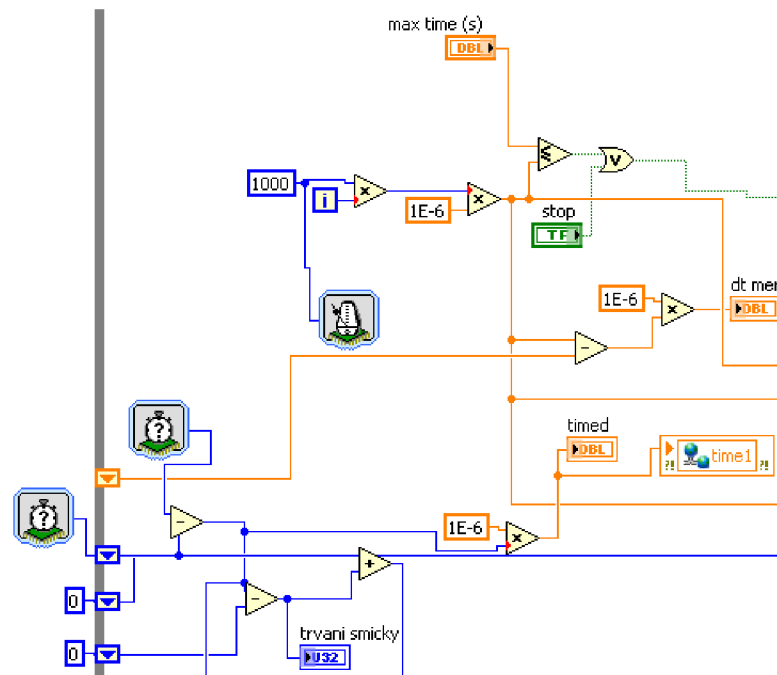 max time (s)
DBL
1000
i
x
x
1E-6
≤
V
stop
TF
1E-6
x
dt mer
DBL
-
?
timed
DBL
?! time1 ?!
?
-
1E-6
x
0
+
-
0
trvani smicky
U32